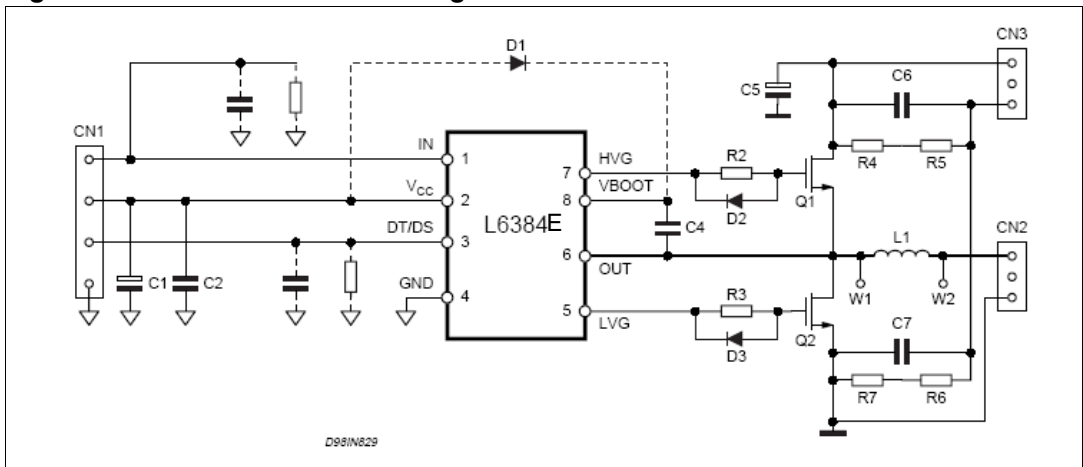 D1
CN3
C5
C6
CN1
IN
1
7
HVG
R2
R4
R5
VCC
2
VBOOT
8
D2
Q1
L6384E
C4
DT/DS
3
L1
CN2
6
OUT
C1
C2
GND
4
W1
W2
R3
5
LVG
Q2
C7
D3
R7
R6
D98IN829